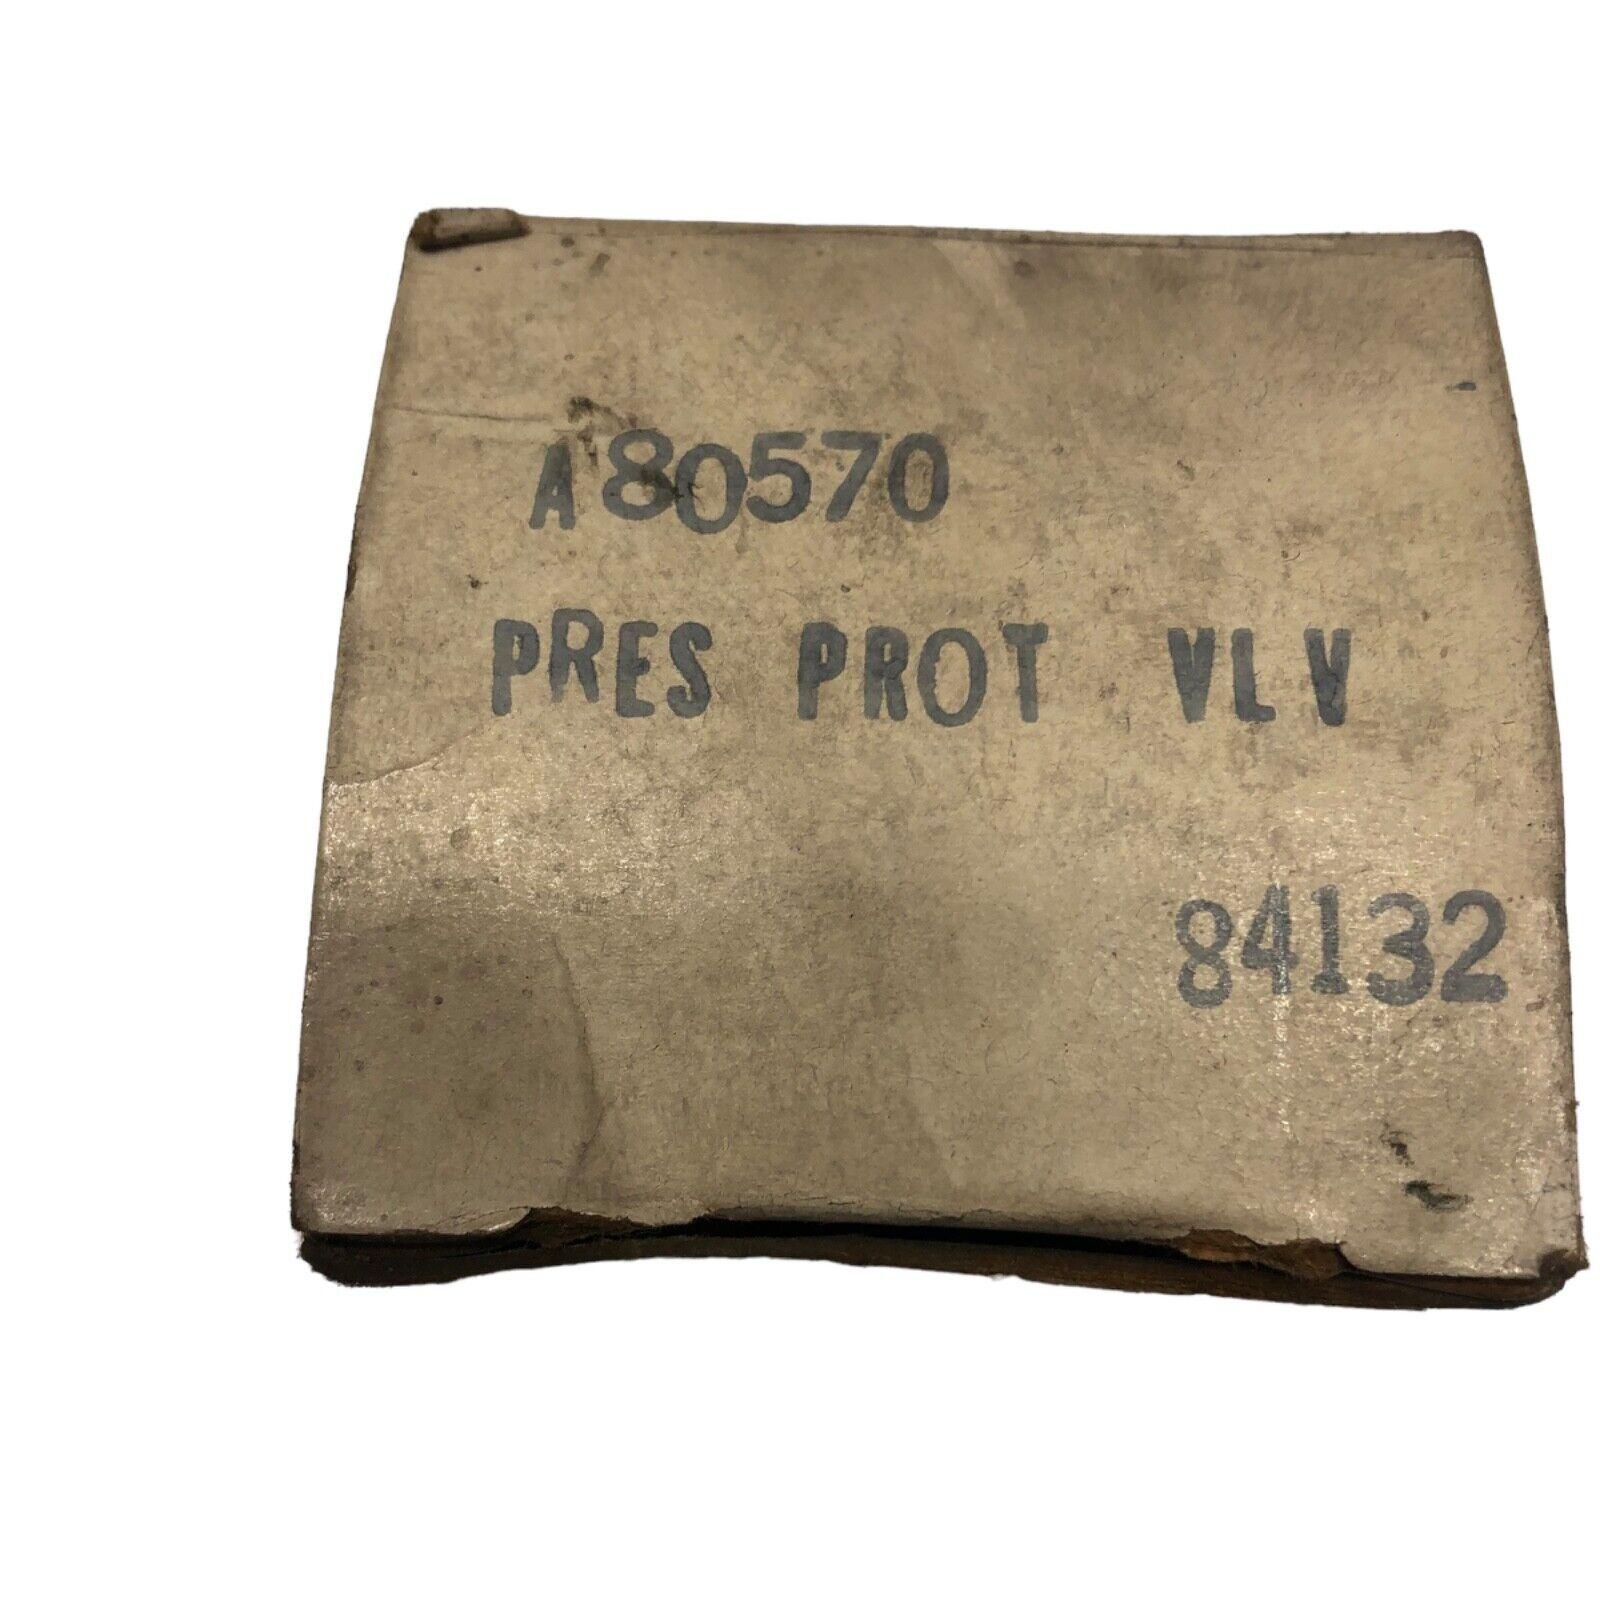 A80570
PRES PROT VLV
84132